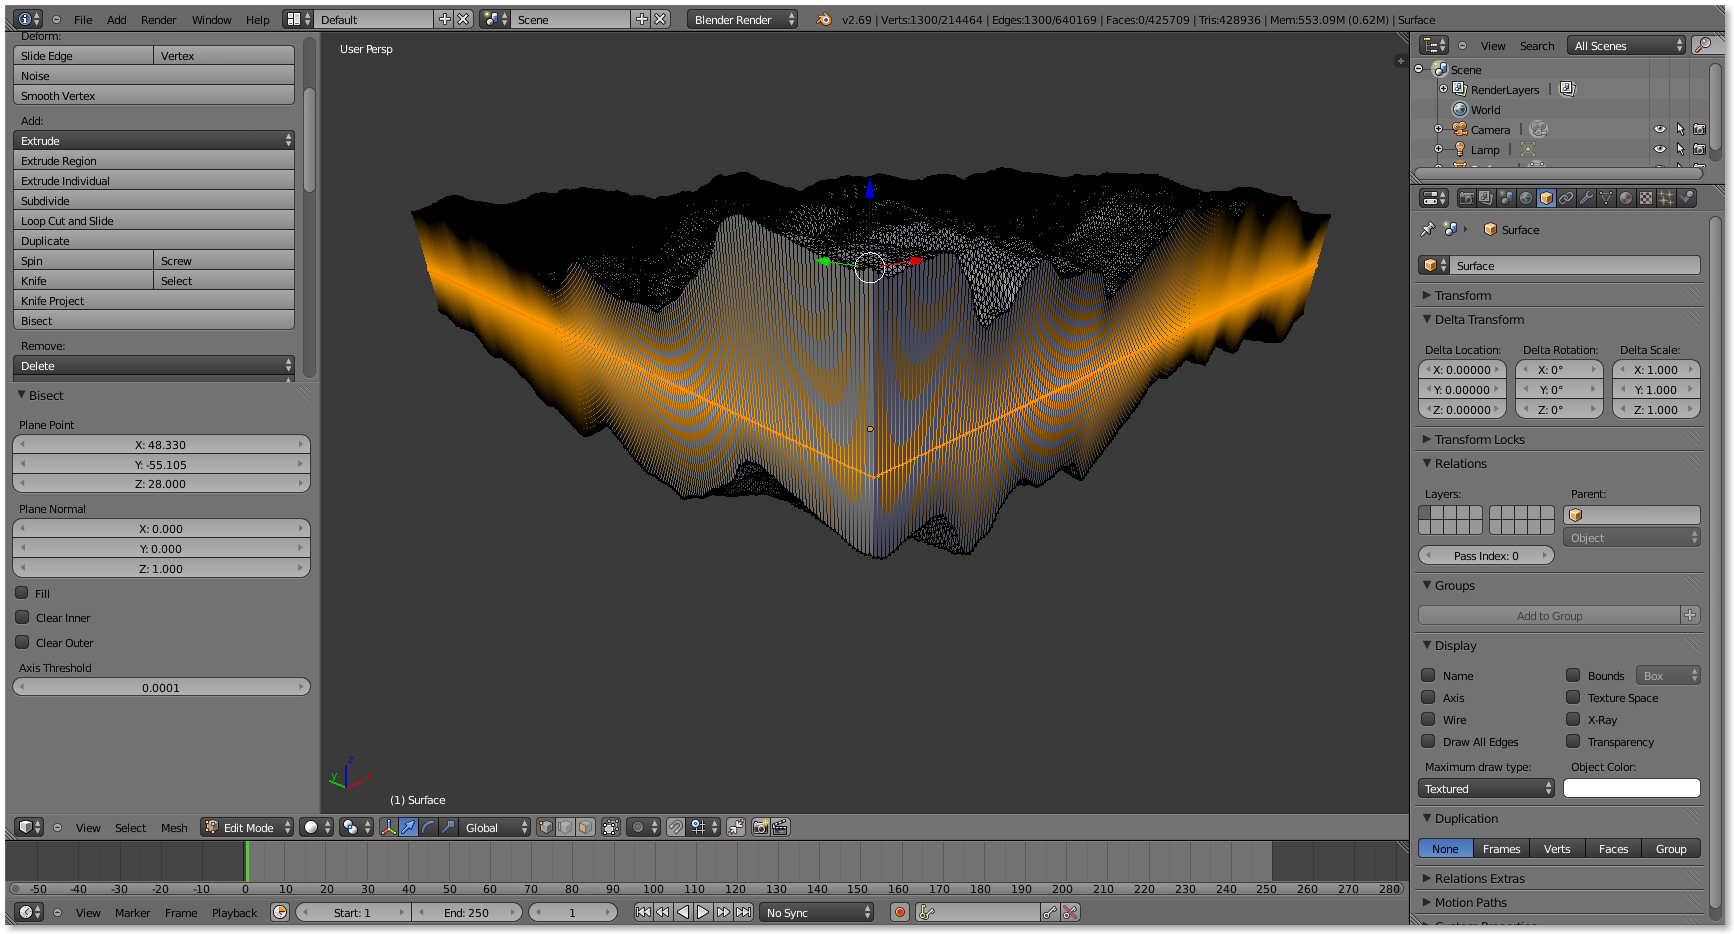 File Add Render Window Help Default Scene Blender Render v2.69 | Verts:1300/214464 | Edges:1300/640169 | Faces:0/425709 | Tris:428936 | Mem:553.09M (0.62M) | Surface
Deform:
Slide Edge Vertex
Noise
Smooth Vertex
Add:
Extrude
Extrude Region
Extrude Individual
Subdivide
Loop Cut and Slide
Duplicate
Spin Screw
Knife Select
Knife Project
Bisect
Remove:
Delete
Bisect
Plane Point
X: 48.330
Y: -55.105
Z: 28.000
Plane Normal
X: 0.000
Y: 0.000
Z: 1.000
Fill
Clear Inner
Clear Outer
Axis Threshold
0.0001
User Persp
z
y x
(1) Surface
View Select Mesh Edit Mode Global
-50 -40 -30 -20 -10 0 10 20 30 40 50 60 70 80 90 100 110 120 130 140 150 160 170 180 190 200 210 220 230 240 250 260 270 280
View Marker Frame Playback Start: 1 End: 250 1 No Sync
View Search All Scenes
Scene
RenderLayers |
World
Camera |
Lamp |
Surface
Surface
Transform
Delta Transform
Delta Location: Delta Rotation: Delta Scale:
X: 0.00000 X: 0° X: 1.000
Y: 0.00000 Y: 0° Y: 1.000
Z: 0.00000 Z: 0° Z: 1.000
Transform Locks
Relations
Layers: Parent:
Object
Pass Index: 0
Groups
Add to Group
Display
Name Bounds Box
Axis Texture Space
Wire X-Ray
Draw All Edges Transparency
Maximum draw type: Object Color:
Textured
Duplication
None Frames Verts Faces Group
Relations Extras
Motion Paths